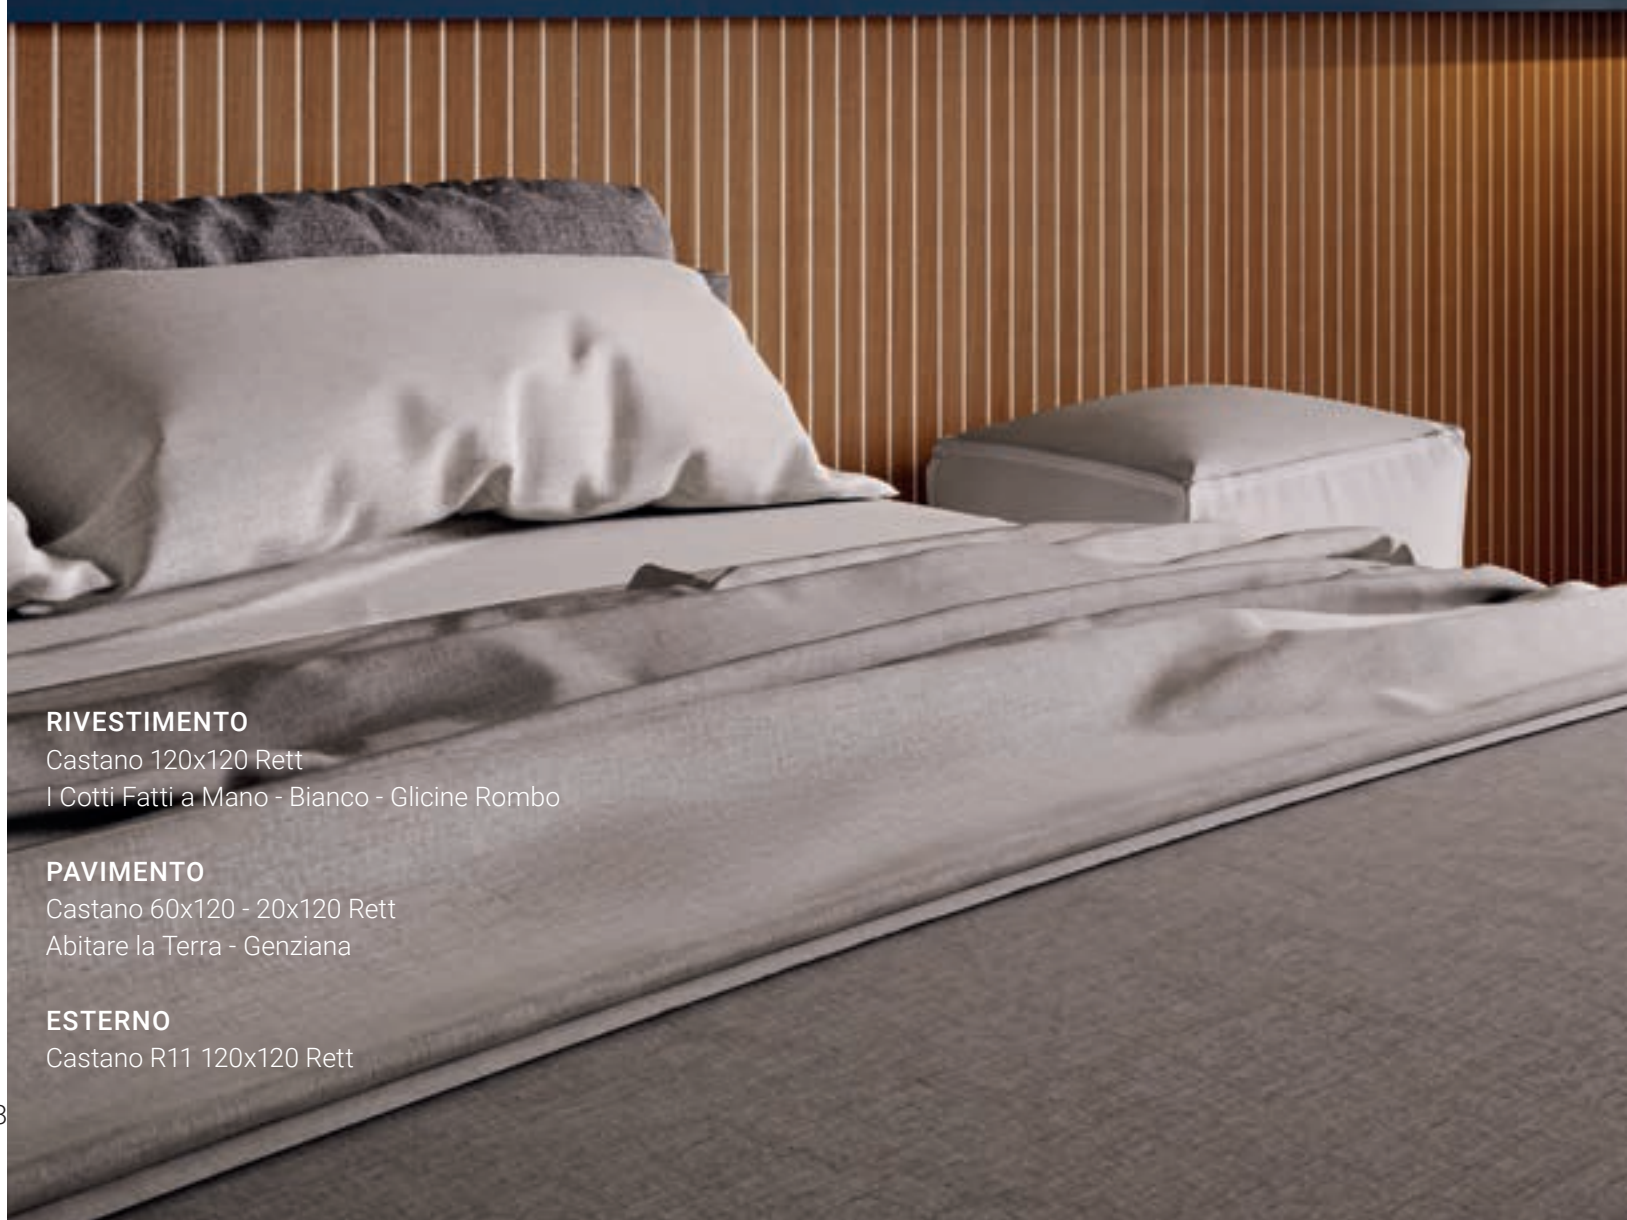 RIVESTIMENTO
Castano 120x120 Rett
I Cotti Fatti a Mano - Bianco - Glicine Rombo
PAVIMENTO
Castano 60x120 - 20x120 Rett
Abitare la Terra - Genziana
ESTERNO
Castano R11 120x120 Rett